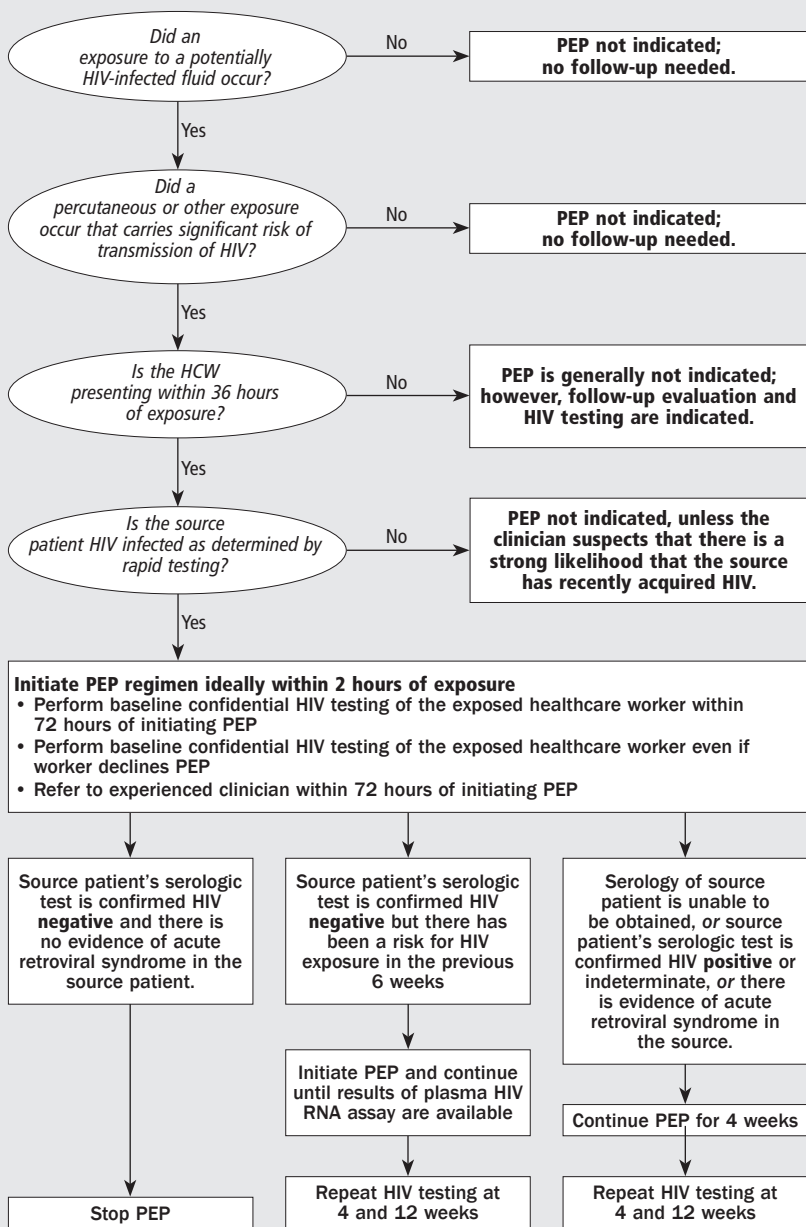 Did an
exposure to a potentially
HIV-infected fluid occur?
No
PEP not indicated;
no follow-up needed.
Yes
Did a
percutaneous or other exposure
occur that carries significant risk of
transmission of HIV?
No
PEP not indicated;
no follow-up needed.
Yes
Is the HCW
presenting within 36 hours
of exposure?
No
PEP is generally not indicated;
however, follow-up evaluation and
HIV testing are indicated.
Yes
Is the source
patient HIV infected as determined by
rapid testing?
No
PEP not indicated, unless the
clinician suspects that there is a
strong likelihood that the source
has recently acquired HIV.
Yes
Initiate PEP regimen ideally within 2 hours of exposure
• Perform baseline confidential HIV testing of the exposed healthcare worker within
72 hours of initiating PEP
• Perform baseline confidential HIV testing of the exposed healthcare worker even if
worker declines PEP
• Refer to experienced clinician within 72 hours of initiating PEP
Source patient's serologic
test is confirmed HIV
negative and there is
no evidence of acute
retroviral syndrome in the
source patient.
Stop PEP
Source patient's serologic
test is confirmed HIV
negative but there has
been a risk for HIV
exposure in the previous
6 weeks
Initiate PEP and continue
until results of plasma HIV
RNA assay are available
Repeat HIV testing at
4 and 12 weeks
Serology of source
patient is unable to
be obtained, or source
patient's serologic test is
confirmed HIV positive or
indeterminate, or there
is evidence of acute
retroviral syndrome in
the source.
Continue PEP for 4 weeks
Repeat HIV testing at
4 and 12 weeks